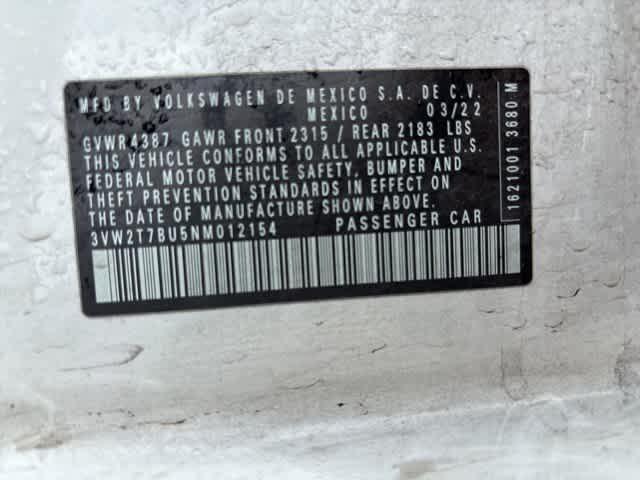 MFD BY VOLKSWAGEN DE MEXICO S.A. DE C.V.
MEXICO 03/22
GVWR4387 GAWR FRONT 2315 / REAR 2183 LBS
THIS VEHICLE CONFORMS TO ALL APPLICABLE U.S.
FEDERAL MOTOR VEHICLE SAFETY, BUMPER AND
THEFT PREVENTION STANDARDS IN EFFECT ON
THE DATE OF MANUFACTURE SHOWN ABOVE.
3VW2T7BU5NM012154 PASSENGER CAR
1621001 3680 M